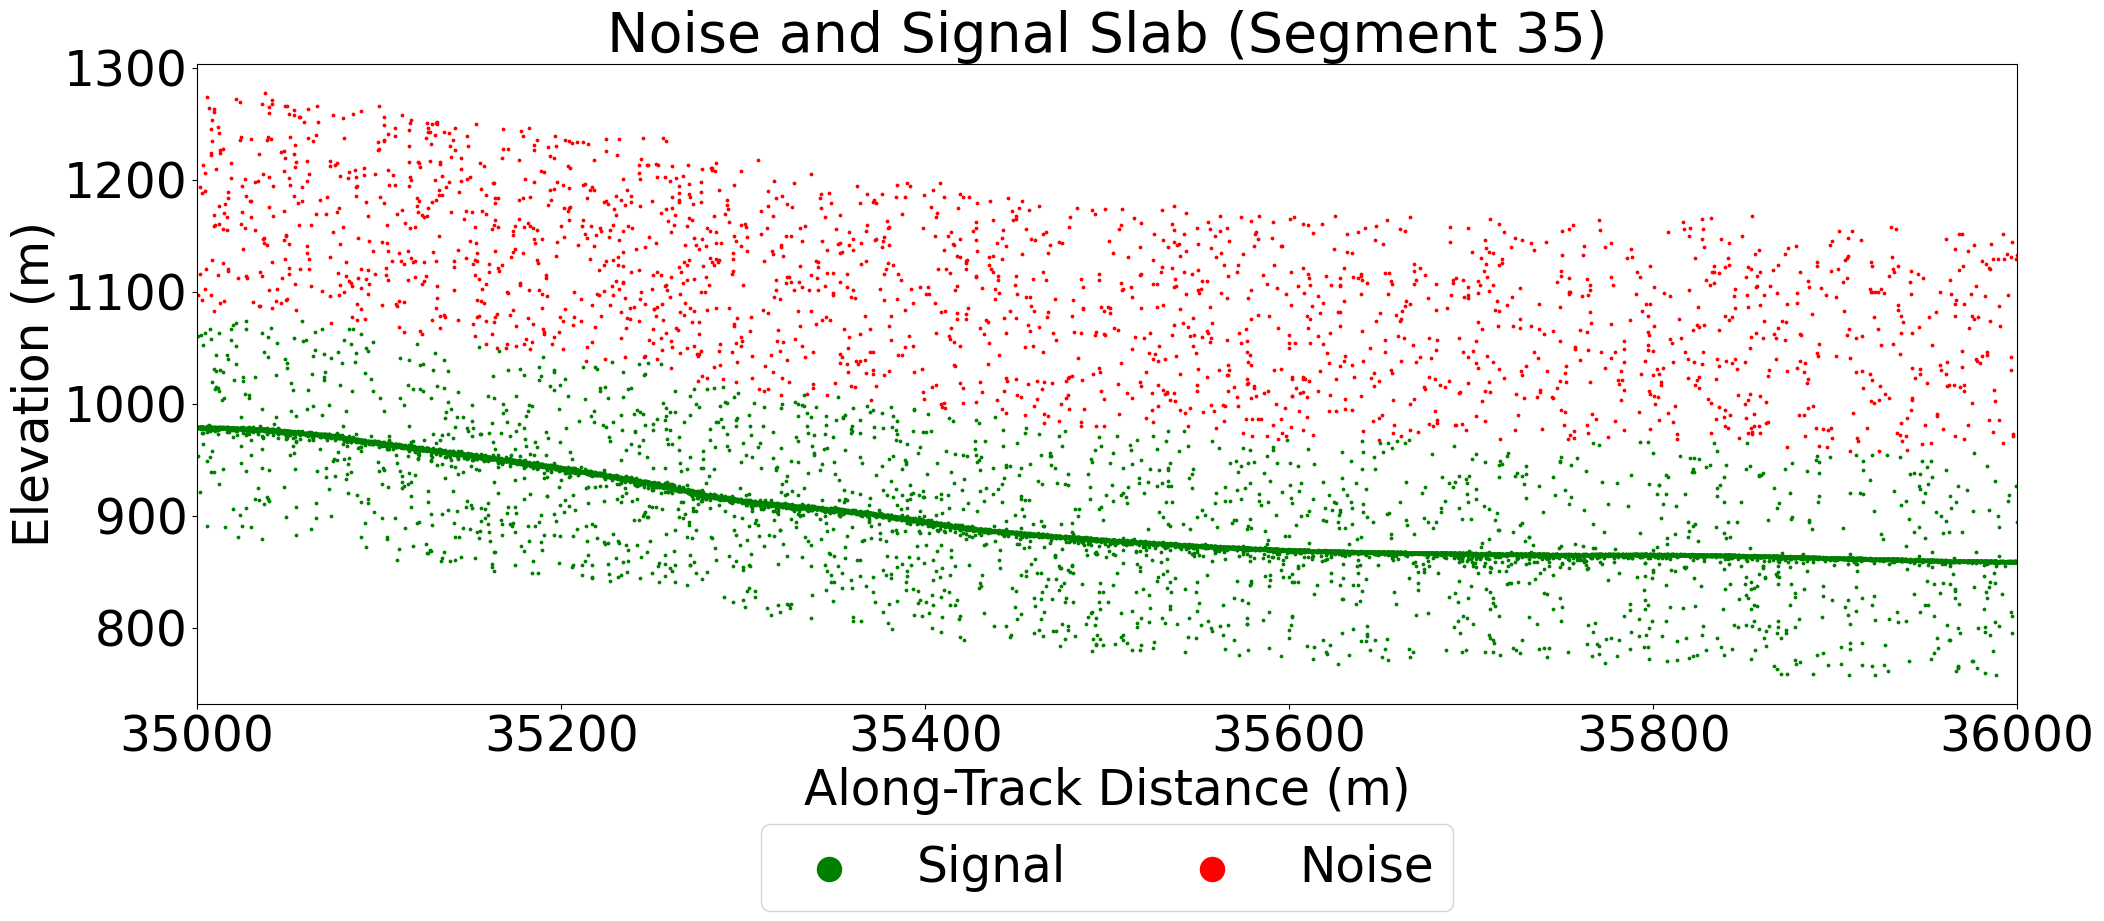 Noise and Signal Slab (Segment 35)
1300
1200
1100
1000
900
800
Elevation (m)
35000 35200 35400 35600 35800 36000
Along-Track Distance (m)
Signal Noise